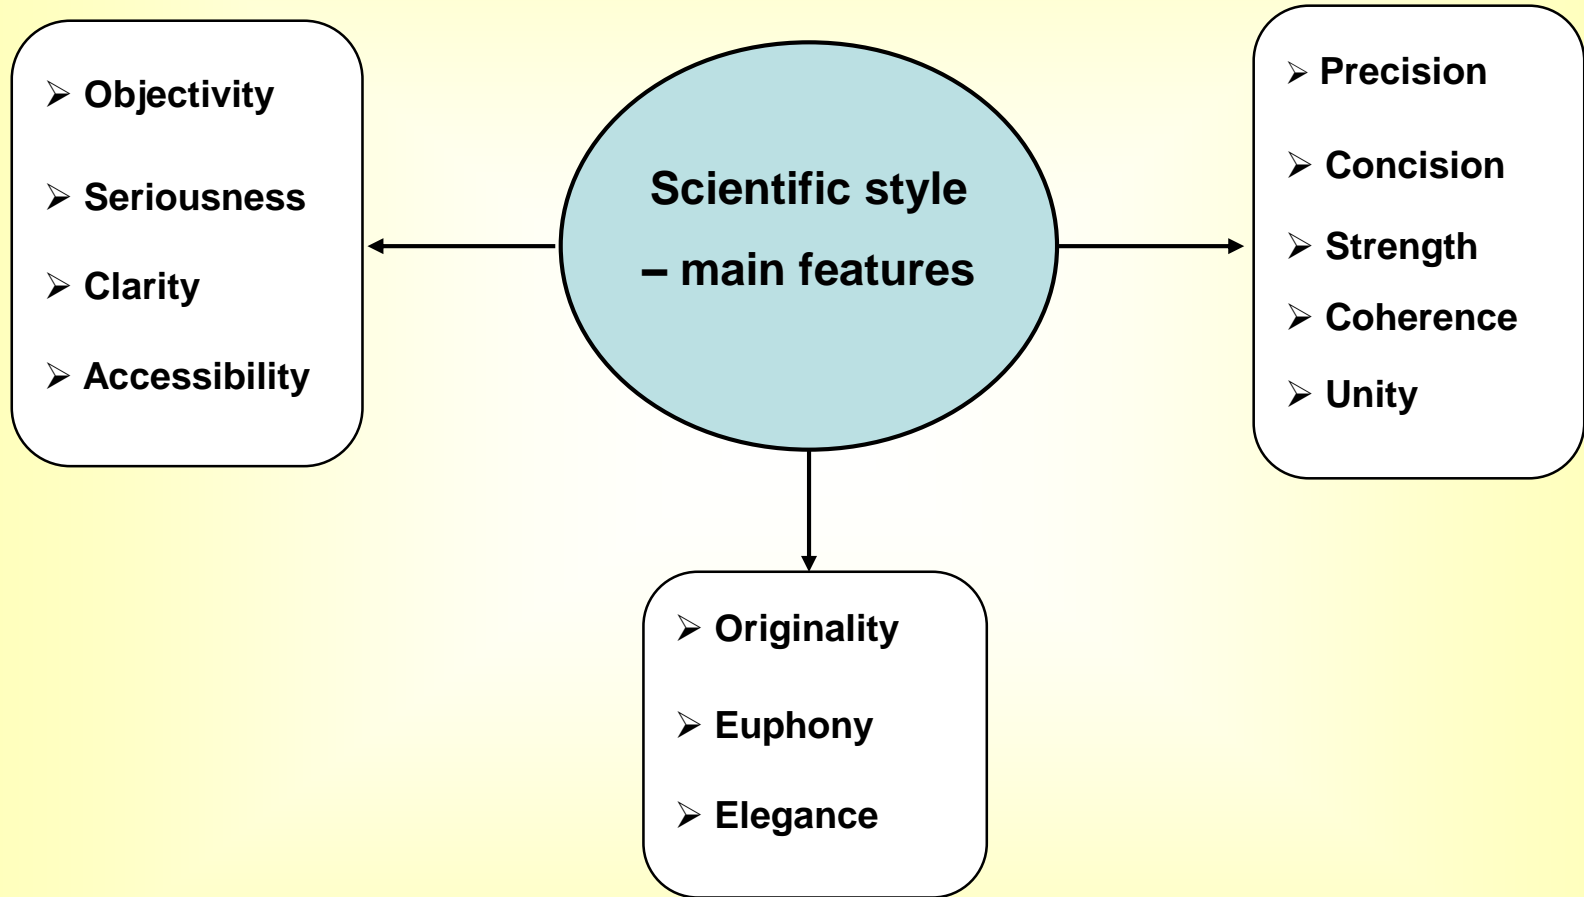 Scientific style
– main features
➢ Objectivity
➢ Seriousness
➢ Clarity
➢ Accessibility
➢ Precision
➢ Concision
➢ Strength
➢ Coherence
➢ Unity
➢ Originality
➢ Euphony
➢ Elegance